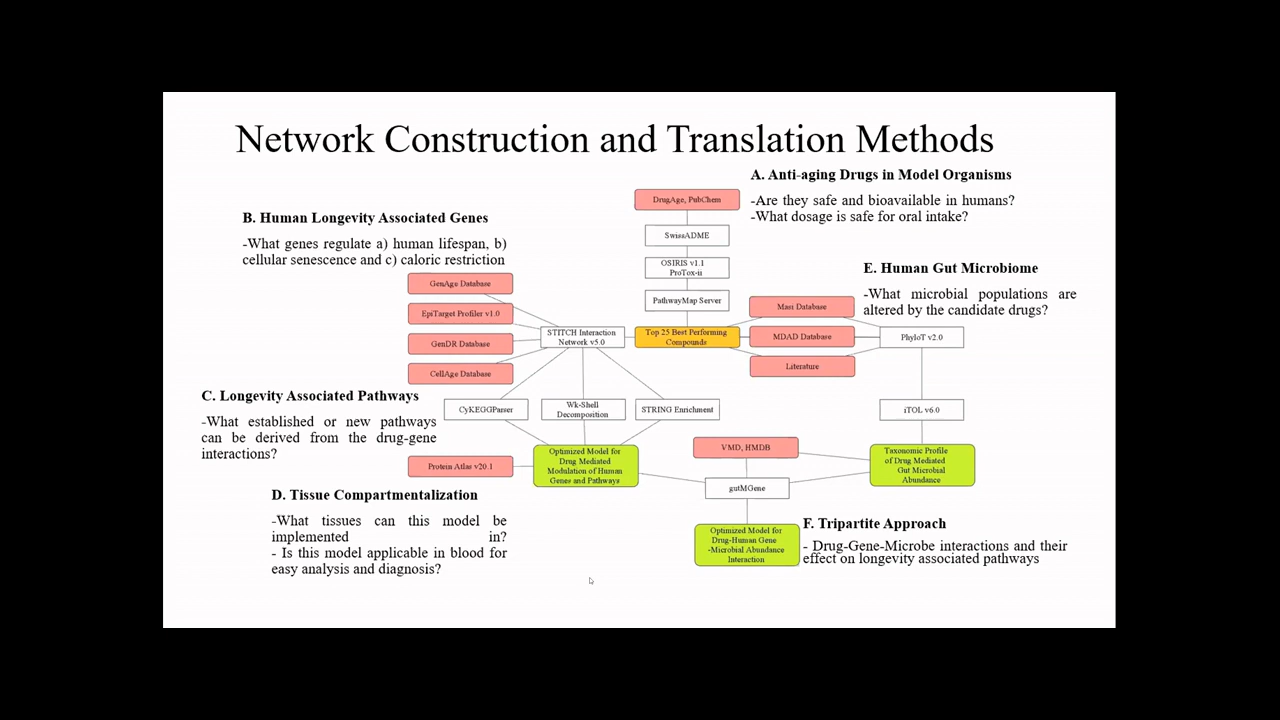 Network Construction and Translation Methods
A. Anti-aging Drugs in Model Organisms
-Are they safe and bioavailable in humans?
-What dosage is safe for oral intake?
B. Human Longevity Associated Genes
-What genes regulate a) human lifespan, b)
cellular senescence and c) caloric restriction
DrugAge, PubChem
SwissADME
OSIRIS v1.1
ProTox-ii
PathwayMap Server
Top 25 Best Performing
Compounds
E. Human Gut Microbiome
-What microbial populations are
altered by the candidate drugs?
GenAge Database
EpiTarget Profiler v1.0
GenDR Database
CellAge Database
STITCH Interaction
Network v5.0
Masi Database
MDAD Database
Literature
PhyloT v2.0
C. Longevity Associated Pathways
-What established or new pathways
can be derived from the drug-gene
interactions?
CyKEGGParser
Wk-Shell
Decomposition
STRING Enrichment
iTOL v6.0
Protein Atlas v20.1
Optimized Model for
Drug Mediated
Modulation of Human
Genes and Pathways
VMD, HMDB
gutMGene
Taxonomic Profile
of Drug Mediated
Gut Microbial
Abundance
D. Tissue Compartmentalization
-What tissues can this model be
implemented in?
- Is this model applicable in blood for
easy analysis and diagnosis?
Optimized Model for
Drug-Human Gene
-Microbial Abundance
Interaction
F. Tripartite Approach
- Drug-Gene-Microbe interactions and their
effect on longevity associated pathways